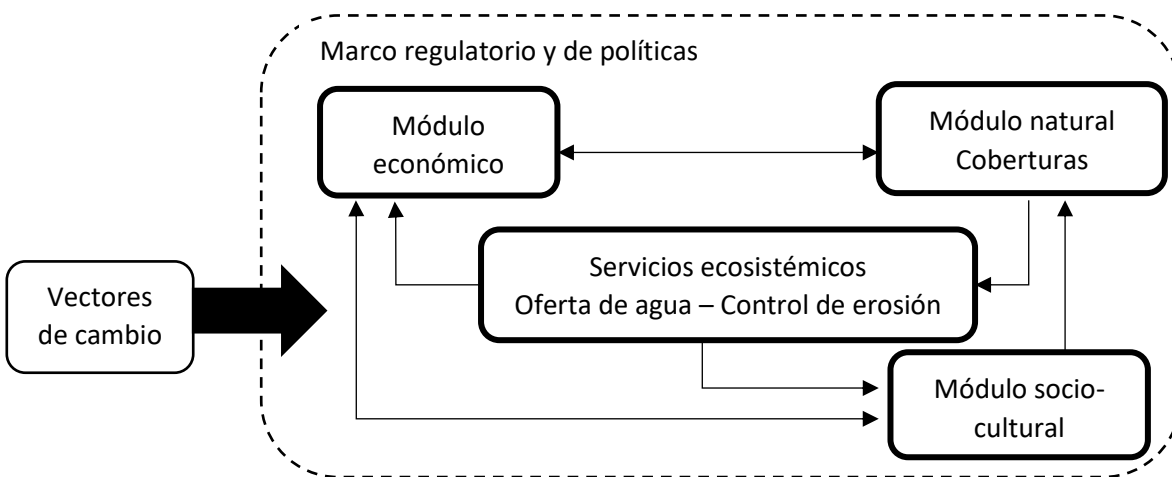 Marco regulatorio y de políticas
Módulo
económico
Módulo natural
Coberturas
Servicios ecosistémicos
Oferta de agua – Control de erosión
Vectores
de cambio
Módulo socio-
cultural